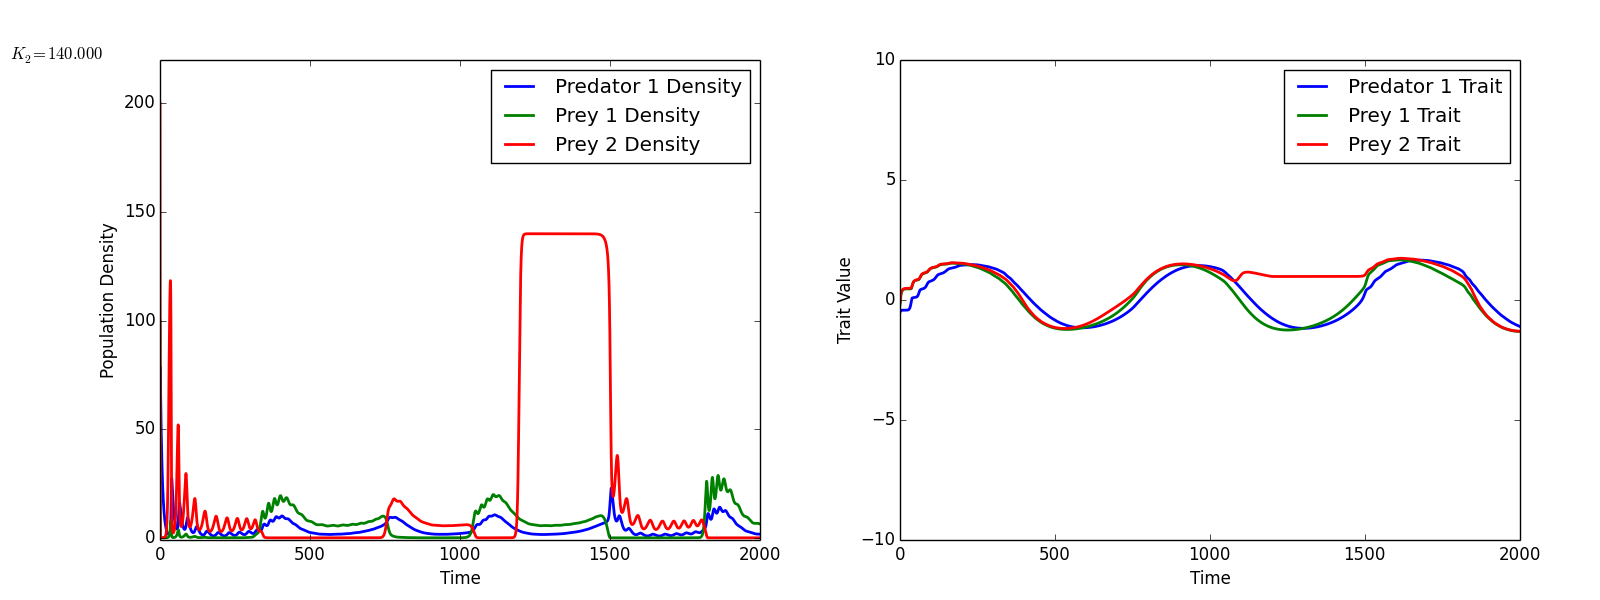 K₂=140.000
200
150
100
50
0
0 500 1000 1500 2000
Time
Population Density
Predator 1 Density
Prey 1 Density
Prey 2 Density
10
5
0
−5
−10
0 500 1000 1500 2000
Time
Trait Value
Predator 1 Trait
Prey 1 Trait
Prey 2 Trait